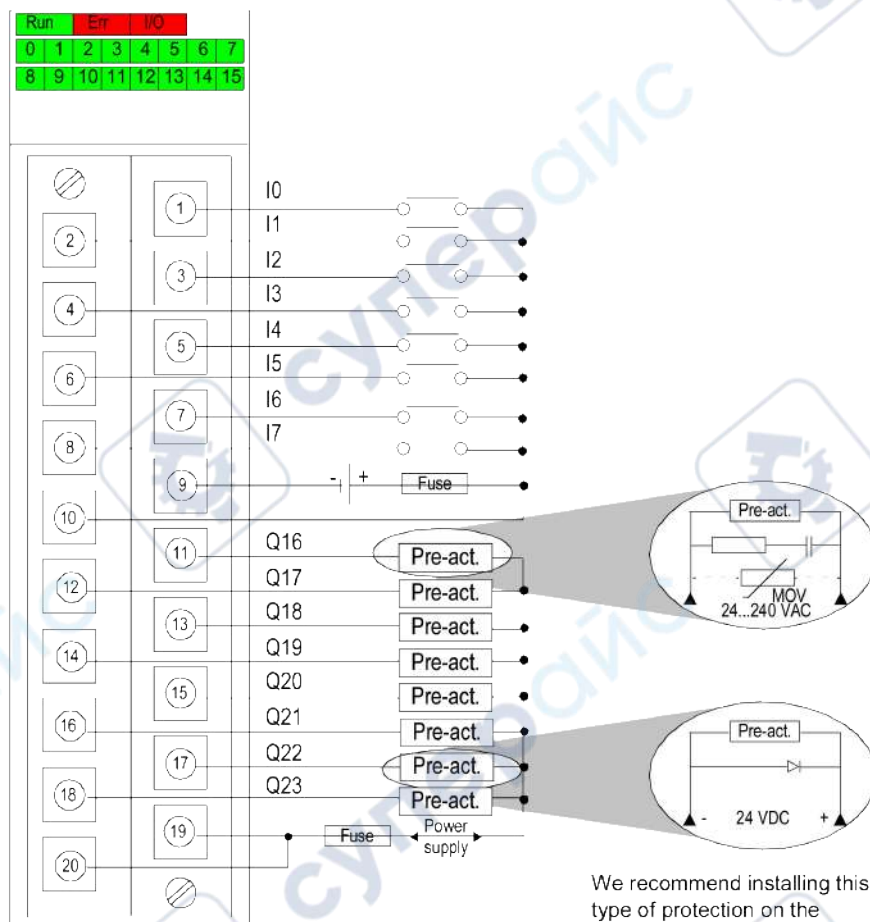 Run Err I/O
0 1 2 3 4 5 6 7
8 9 10 11 12 13 14 15
1
I0
2
I1
3
I2
4
I3
5
I4
6
I5
7
I6
8
I7
9
- + Fuse
10
11
Q16
Pre-act.
12
Q17
Pre-act.
13
Q18
Pre-act.
14
Q19
Pre-act.
15
Q20
Pre-act.
16
Q21
Pre-act.
17
Q22
Pre-act.
18
Q23
Pre-act.
19
Fuse
Power
supply
20
Pre-act.
MOV
24...240 VAC
Pre-act.
- 24 VDC +
We recommend installing this
type of protection on the
суперайс
суперайс
суперайс